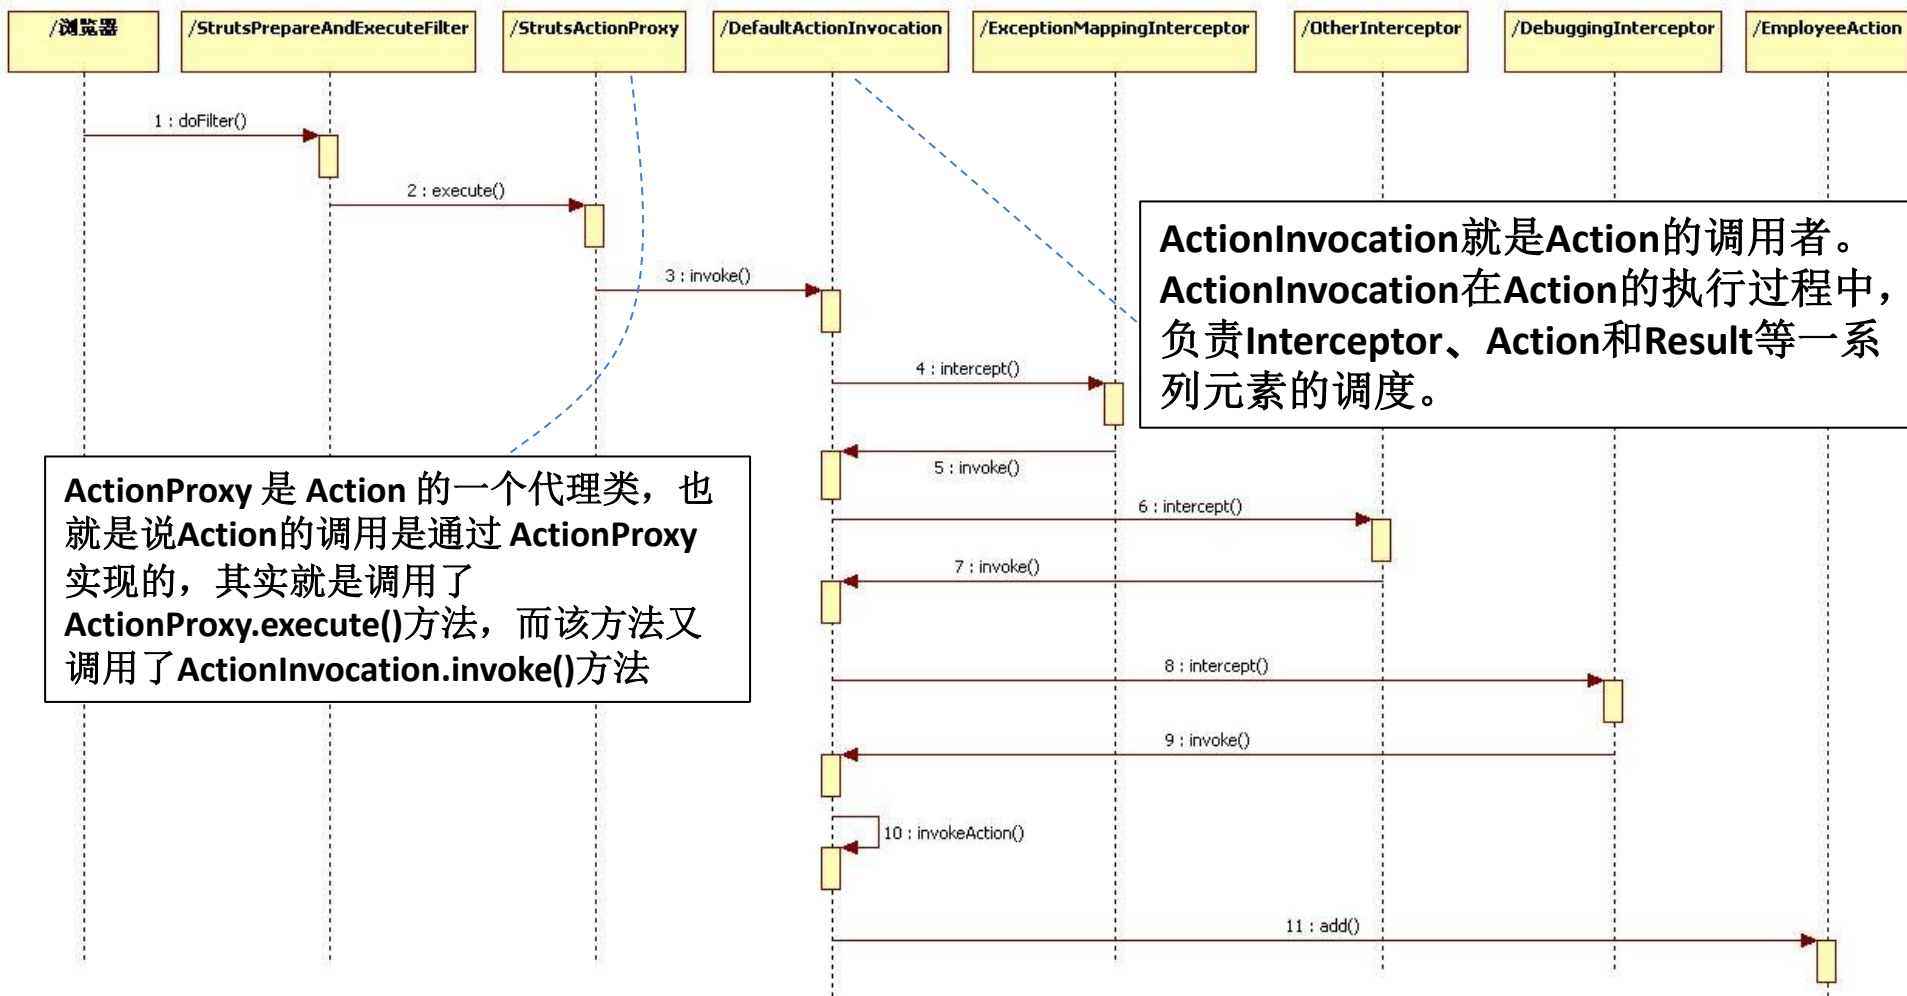 /浏览器
/StrutsPrepareAndExecuteFilter
/StrutsActionProxy
/DefaultActionInvocation
/ExceptionMappingInterceptor
/OtherInterceptor
/DebuggingInterceptor
/EmployeeAction
1 : doFilter()
2 : execute()
3 : invoke()
ActionInvocation就是Action的调用者。
ActionInvocation在Action的执行过程中，
负责Interceptor、Action和Result等一系
列元素的调度。
4 : intercept()
5 : invoke()
ActionProxy 是 Action 的一个代理类，也
就是说Action的调用是通过 ActionProxy
实现的，其实就是调用了
ActionProxy.execute()方法，而该方法又
调用了ActionInvocation.invoke()方法
6 : intercept()
7 : invoke()
8 : intercept()
9 : invoke()
10 : invokeAction()
11 : add()